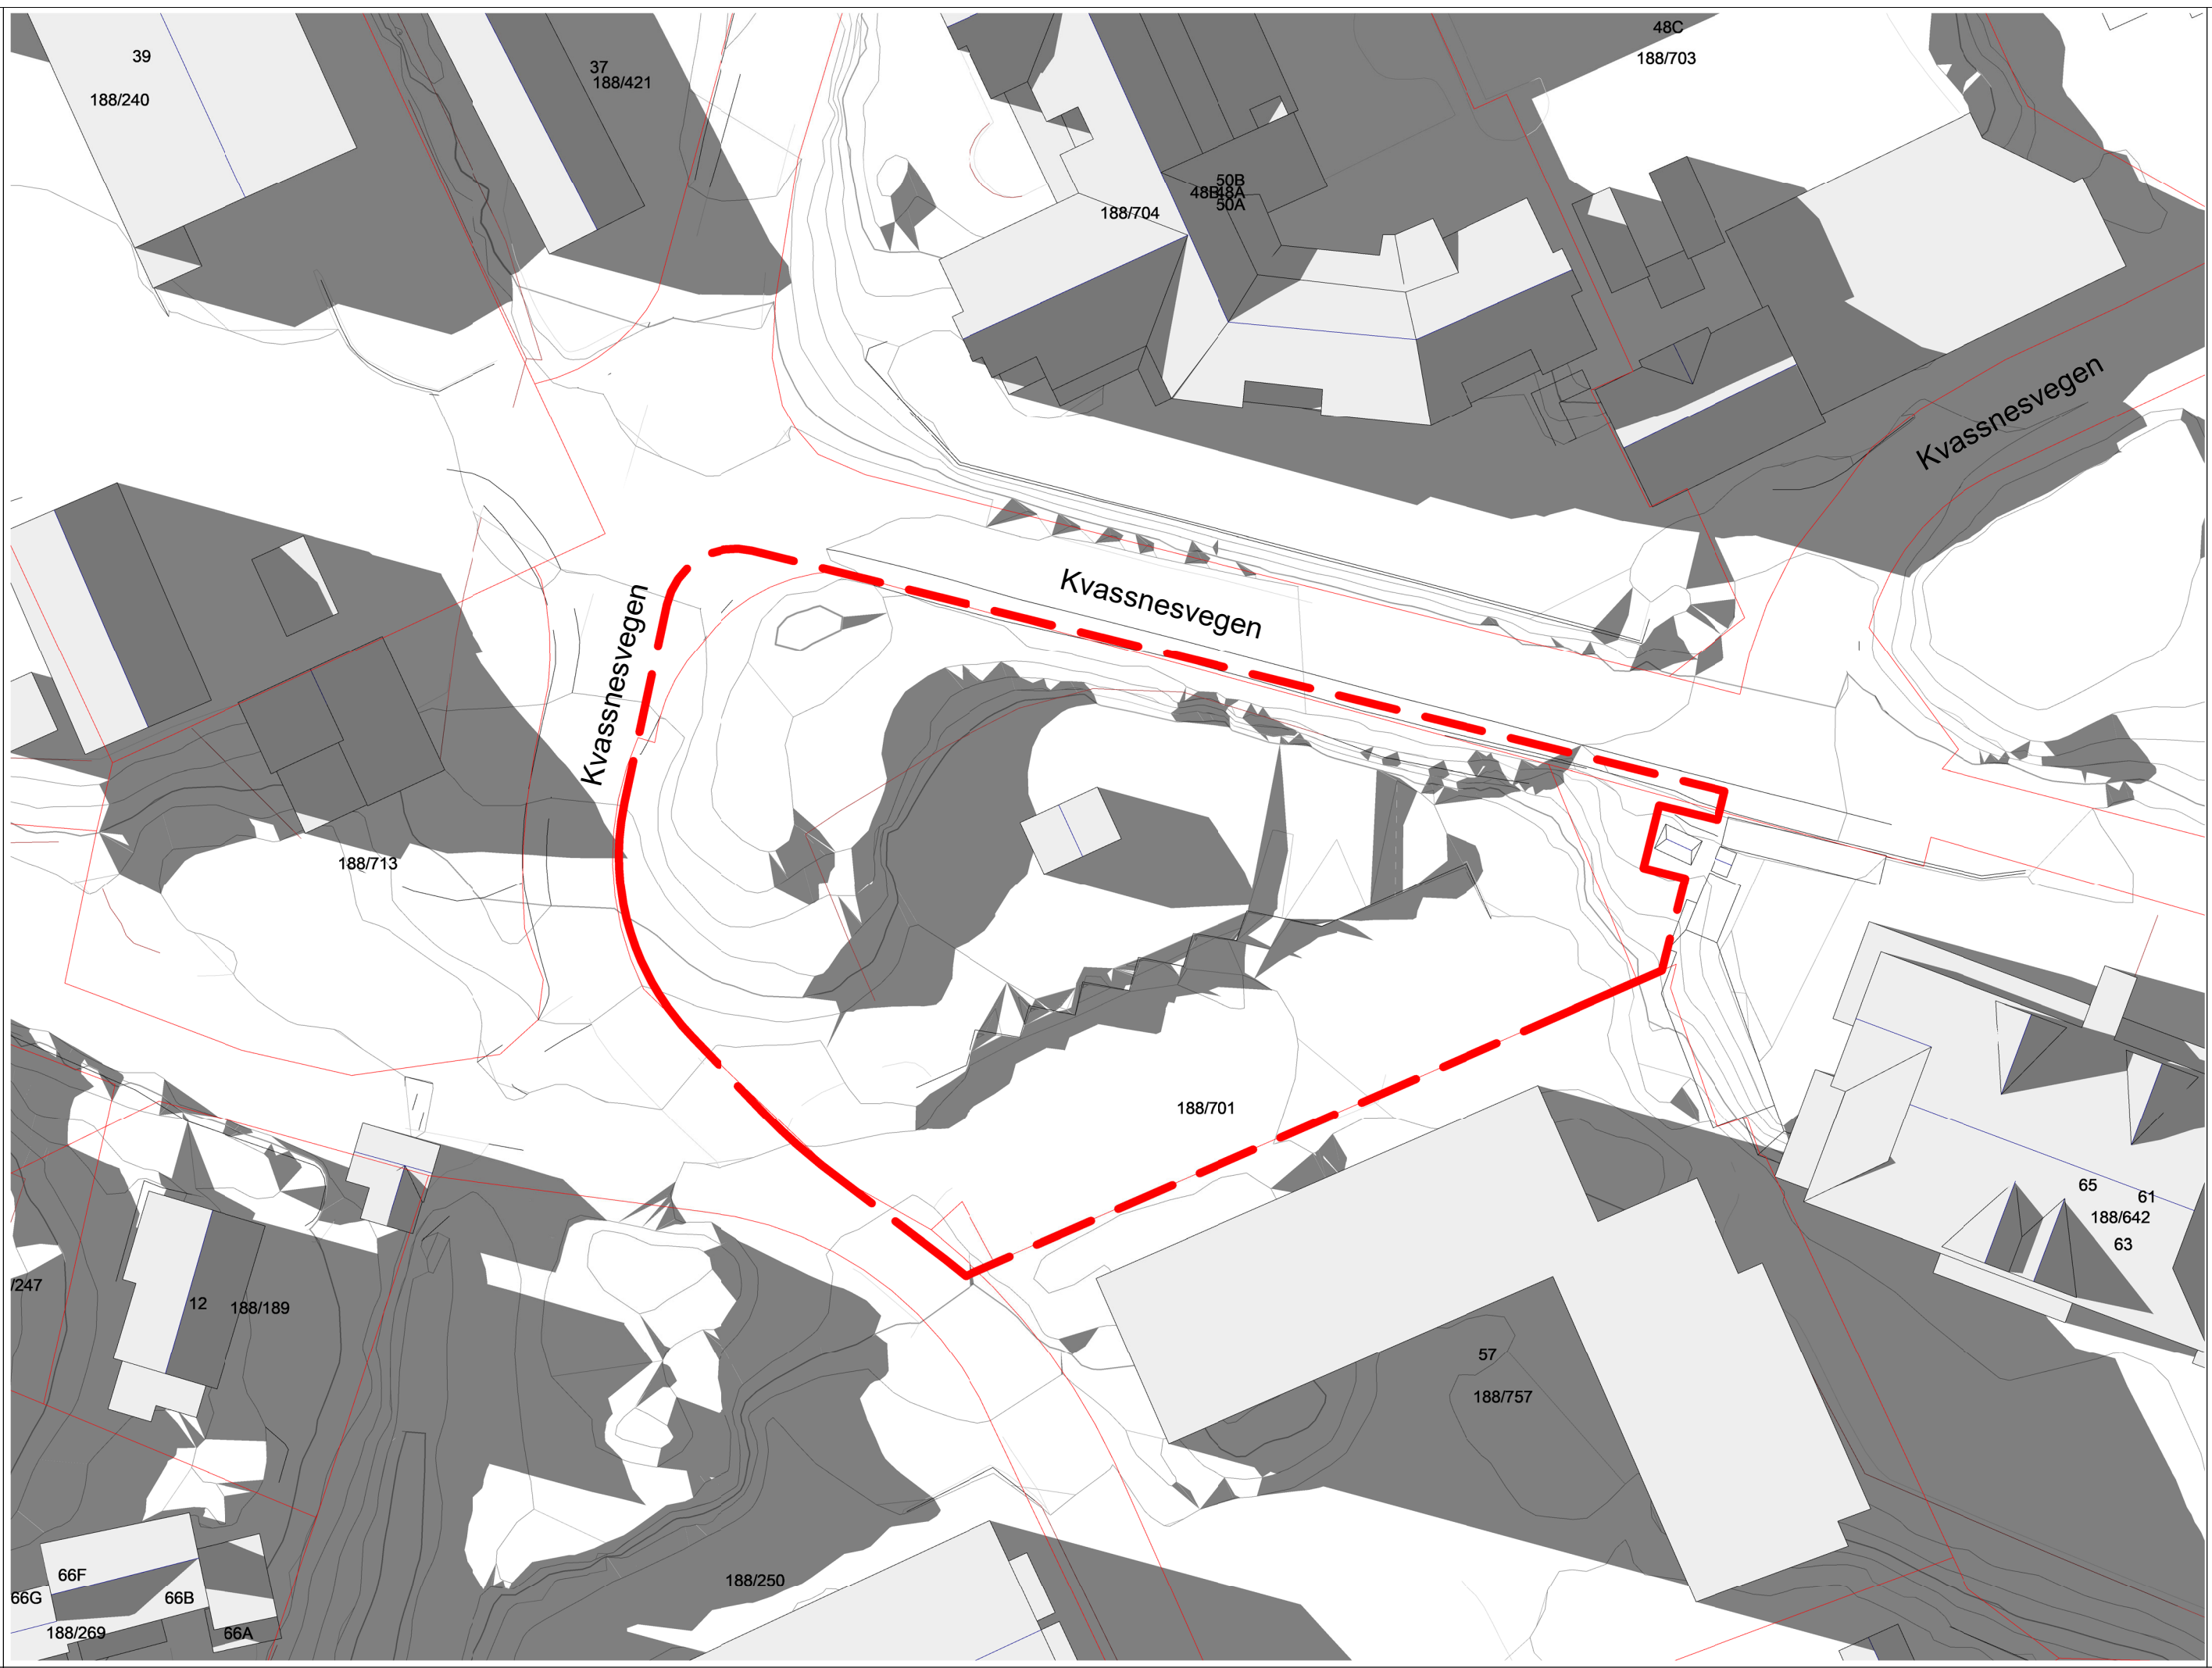 39
188/240
37
188/421
48C
188/703
50B
48B
48A
50A
188/704
Kvassnesvegen
Kvassnesvegen
Kvassnesvegen
188/713
188/701
65
61
188/642
63
/247
12
188/189
57
188/757
66F
66G
66B
188/269
66A
188/250